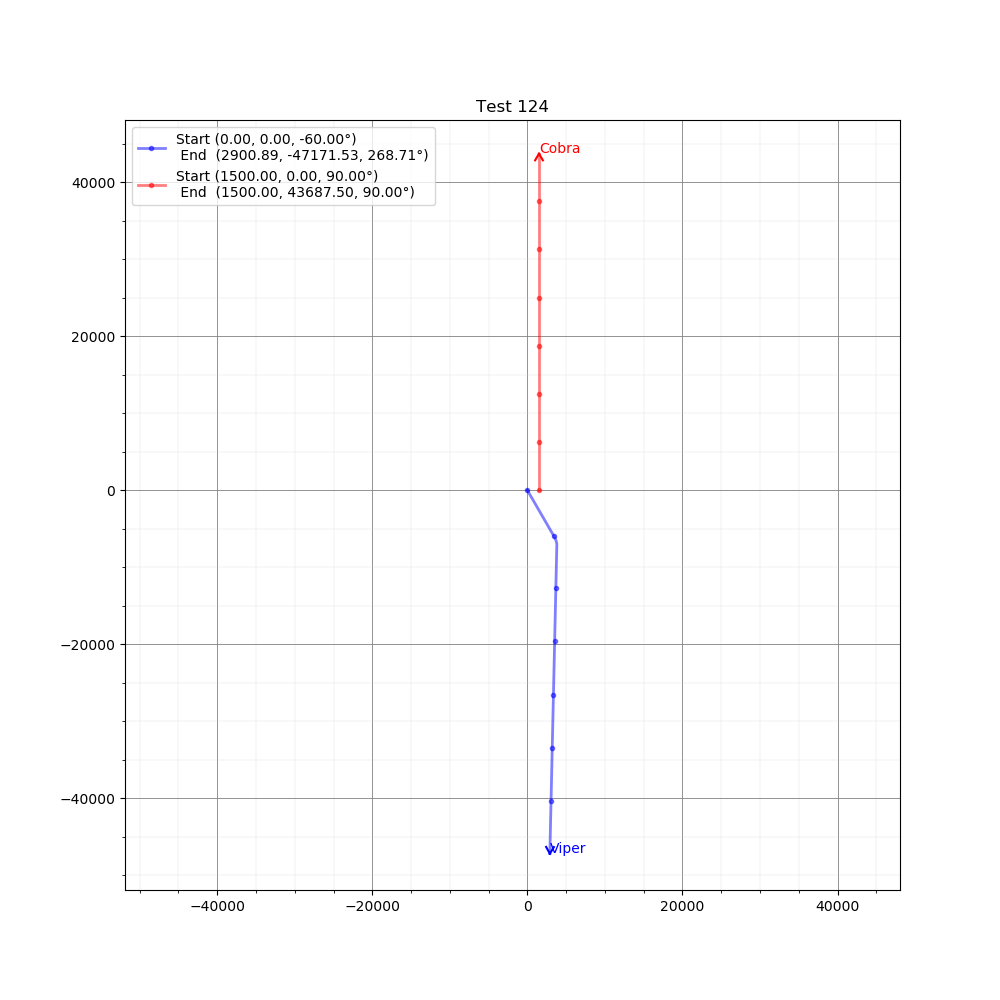 Test 124
Start (0.00, 0.00, -60.00°)
End (2900.89, -47171.53, 268.71°)
Start (1500.00, 0.00, 90.00°)
End (1500.00, 43687.50, 90.00°)
Cobra
Viper
40000
20000
0
−20000
−40000
−40000
−20000
0
20000
40000